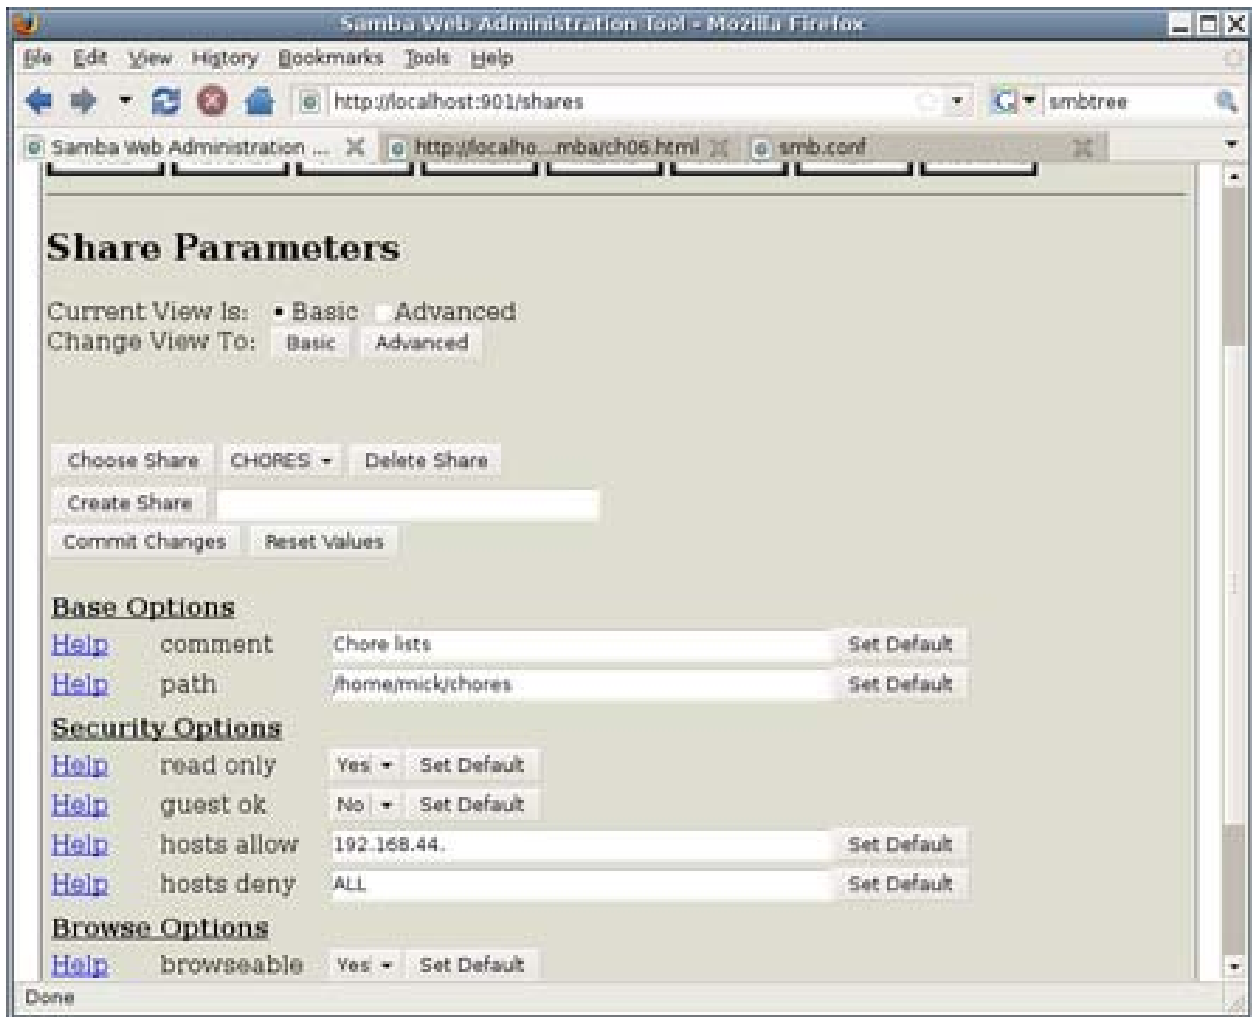 Samba Web Administration Tool - Mozilla Firefox
File Edit View History Bookmarks Tools Help
http://localhost:901/shares
smbtree
Samba Web Administration ...
http://localho...mba/ch06.html
smb.conf
Share Parameters
Current View Is: Basic Advanced
Change View To: Basic Advanced
Choose Share CHORES Delete Share
Create Share
Commit Changes Reset Values
Base Options
Help comment Chore lists Set Default
Help path /home/mick/chores Set Default
Security Options
Help read only Yes Set Default
Help guest ok No Set Default
Help hosts allow 192.168.44. Set Default
Help hosts deny ALL Set Default
Browse Options
Help browseable Yes Set Default
Done